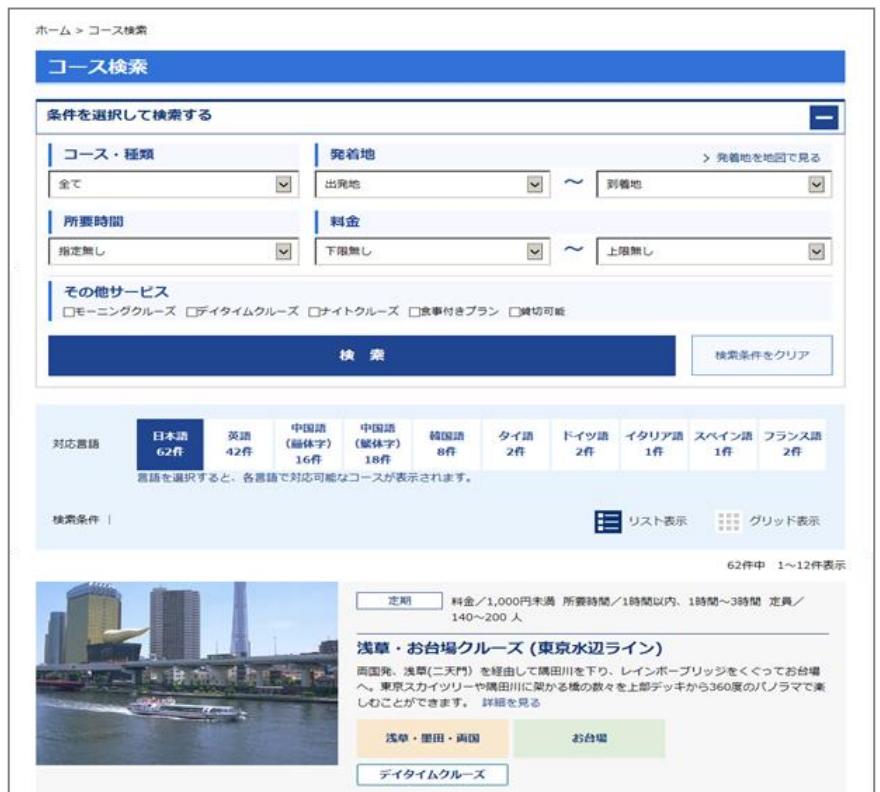 ホーム > コース検索
コース検索
条件を選択して検索する
コース・種類
発着地
> 発着地を地図で見る
全て
出発地
～
到着地
所要時間
料金
指定無し
下限無し
～
上限無し
その他サービス
□モーニングクルーズ □デイタイムクルーズ □ナイトクルーズ □食事付きプラン □貸切可能
検 索
検索条件をクリア
対応言語
日本語
62件
英語
42件
中国語
(簡体字)
16件
中国語
(繁体字)
18件
韓国語
8件
タイ語
2件
ドイツ語
2件
イタリア語
1件
スペイン語
1件
フランス語
2件
言語を選択すると、各言語で対応可能なコースが表示されます。
検索条件 |
リスト表示
グリッド表示
62件中 1～12件表示
定期
料金／1,000円未満 所要時間／1時間以内、1時間～3時間 定員／
140～200 人
浅草・お台場クルーズ (東京水辺ライン)
両国発、浅草(二天門) を経由して隅田川を下り、レインボーブリッジをくぐってお台場
へ。東京スカイツリーや隅田川に架かる橋の数々を上部デッキから360度のパノラマで楽
しむことができます。 詳細を見る
浅草・墨田・両国
お台場
デイタイムクルーズ